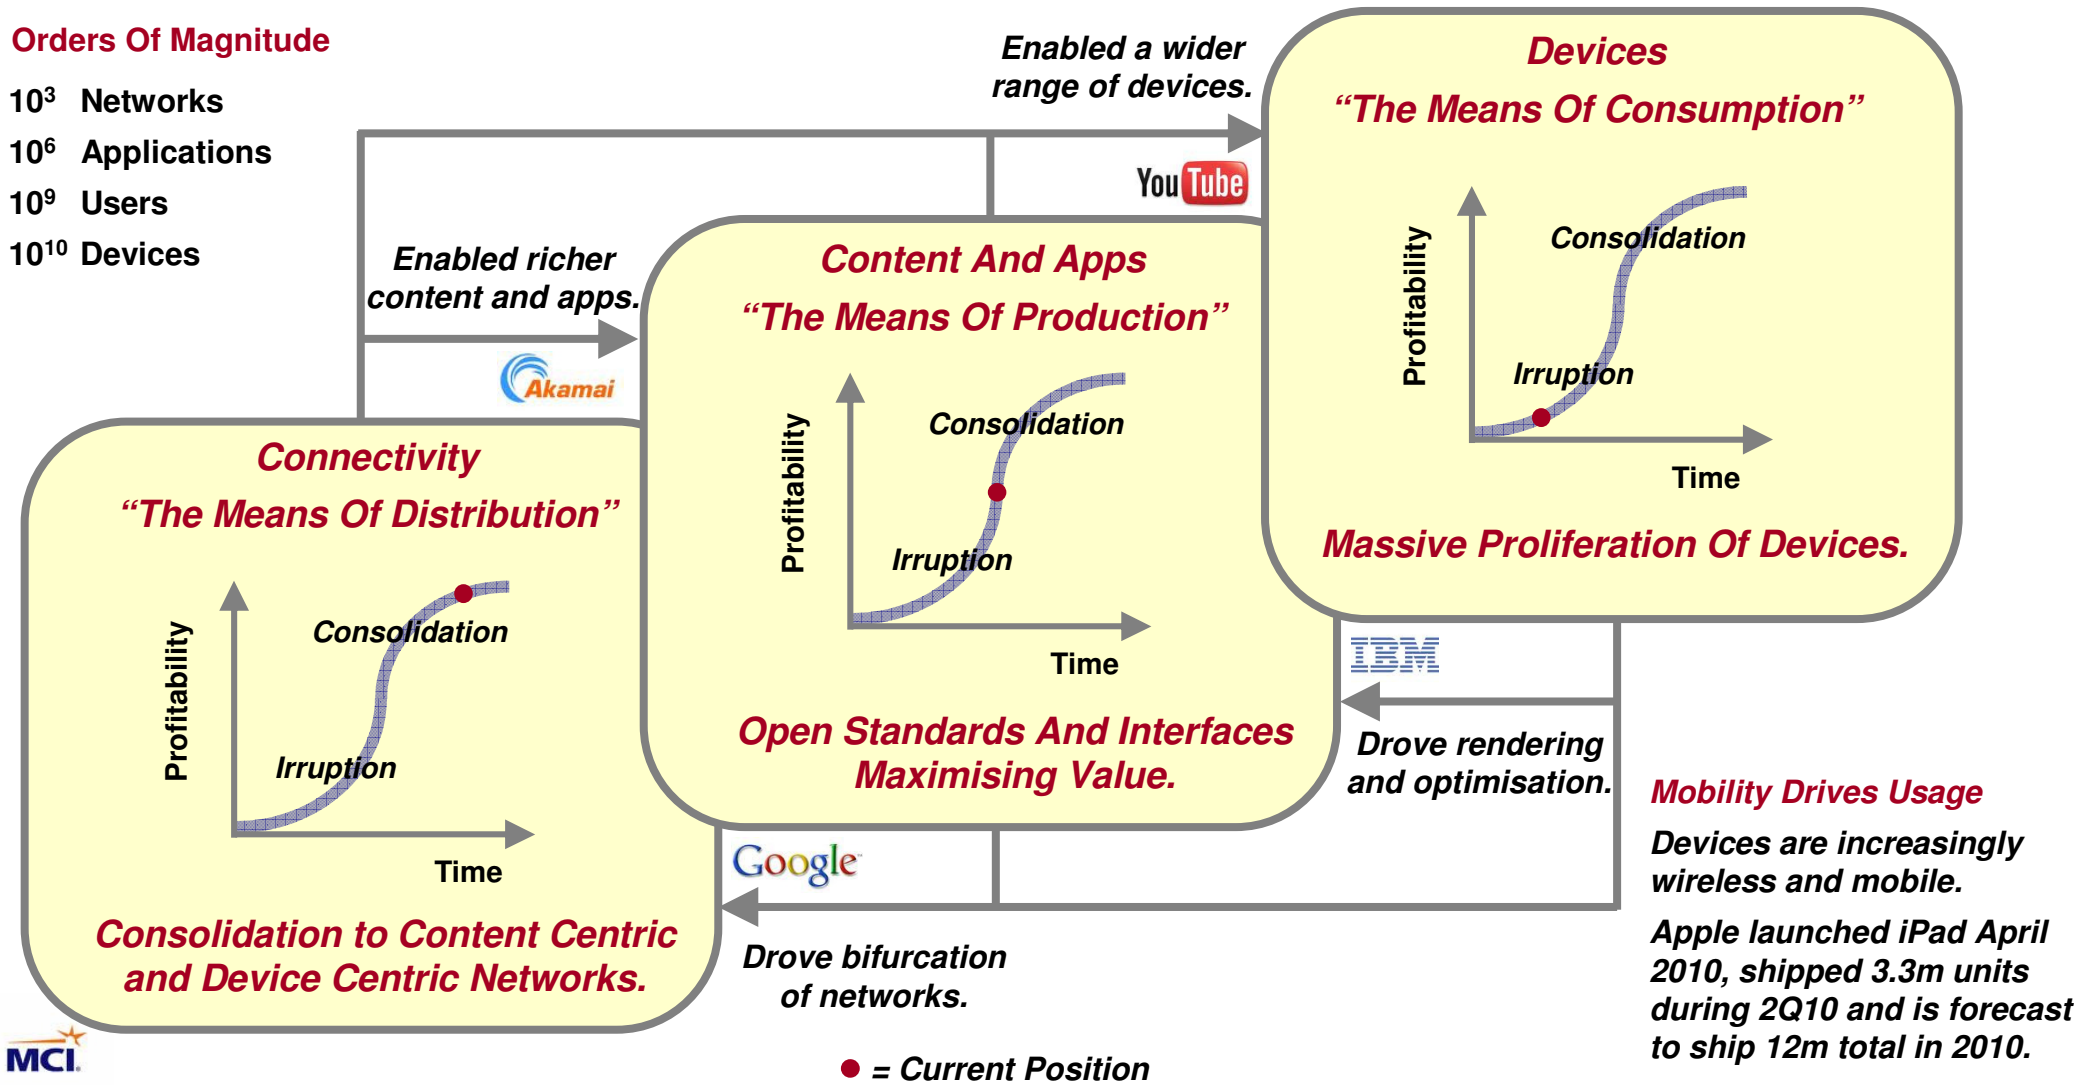 Orders Of Magnitude
10³ Networks
10⁶ Applications
10⁹ Users
10¹⁰ Devices
Enabled a wider
range of devices.
YouTube
Enabled richer
content and apps.
Akamai
Devices
“The Means Of Consumption”
Profitability
Consolidation
Irruption
Time
Massive Proliferation Of Devices.
Content And Apps
“The Means Of Production”
Profitability
Consolidation
Irruption
Time
Open Standards And Interfaces
Maximising Value.
Connectivity
“The Means Of Distribution”
Profitability
Consolidation
Irruption
Time
Consolidation to Content Centric
and Device Centric Networks.
IBM
Drove rendering
and optimisation.
Google
Drove bifurcation
of networks.
Mobility Drives Usage
Devices are increasingly
wireless and mobile.
Apple launched iPad April
2010, shipped 3.3m units
during 2Q10 and is forecast
to ship 12m total in 2010.
MCI.
= Current Position